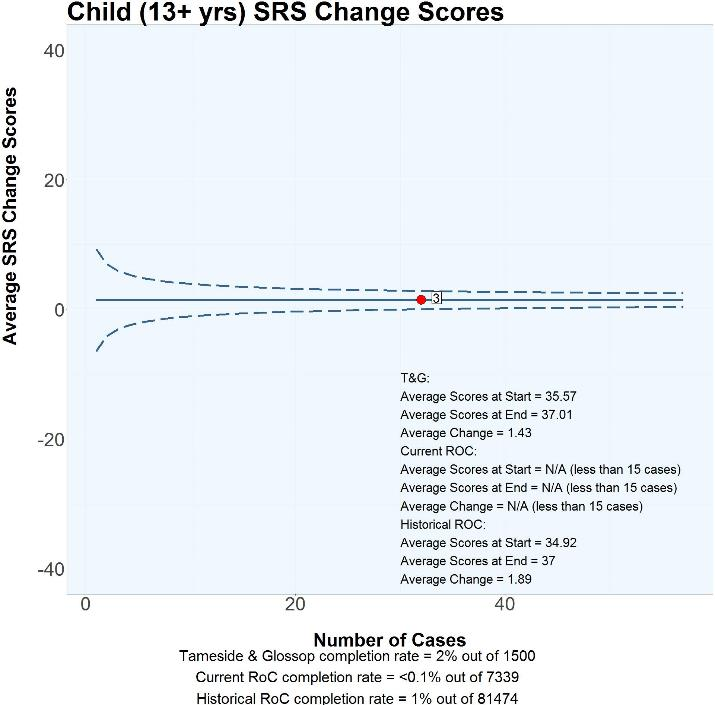 Child (13+ yrs) SRS Change Scores
Average SRS Change Scores
40
20
0
-20
-40
3
T&G:
Average Scores at Start = 35.57
Average Scores at End = 37.01
Average Change = 1.43
Current ROC:
Average Scores at Start = N/A (less than 15 cases)
Average Scores at End = N/A (less than 15 cases)
Average Change = N/A (less than 15 cases)
Historical ROC:
Average Scores at Start = 34.92
Average Scores at End = 37
Average Change = 1.89
0 20 40
Number of Cases
Tameside & Glossop completion rate = 2% out of 1500
Current RoC completion rate = <0.1% out of 7339
Historical RoC completion rate = 1% out of 81474